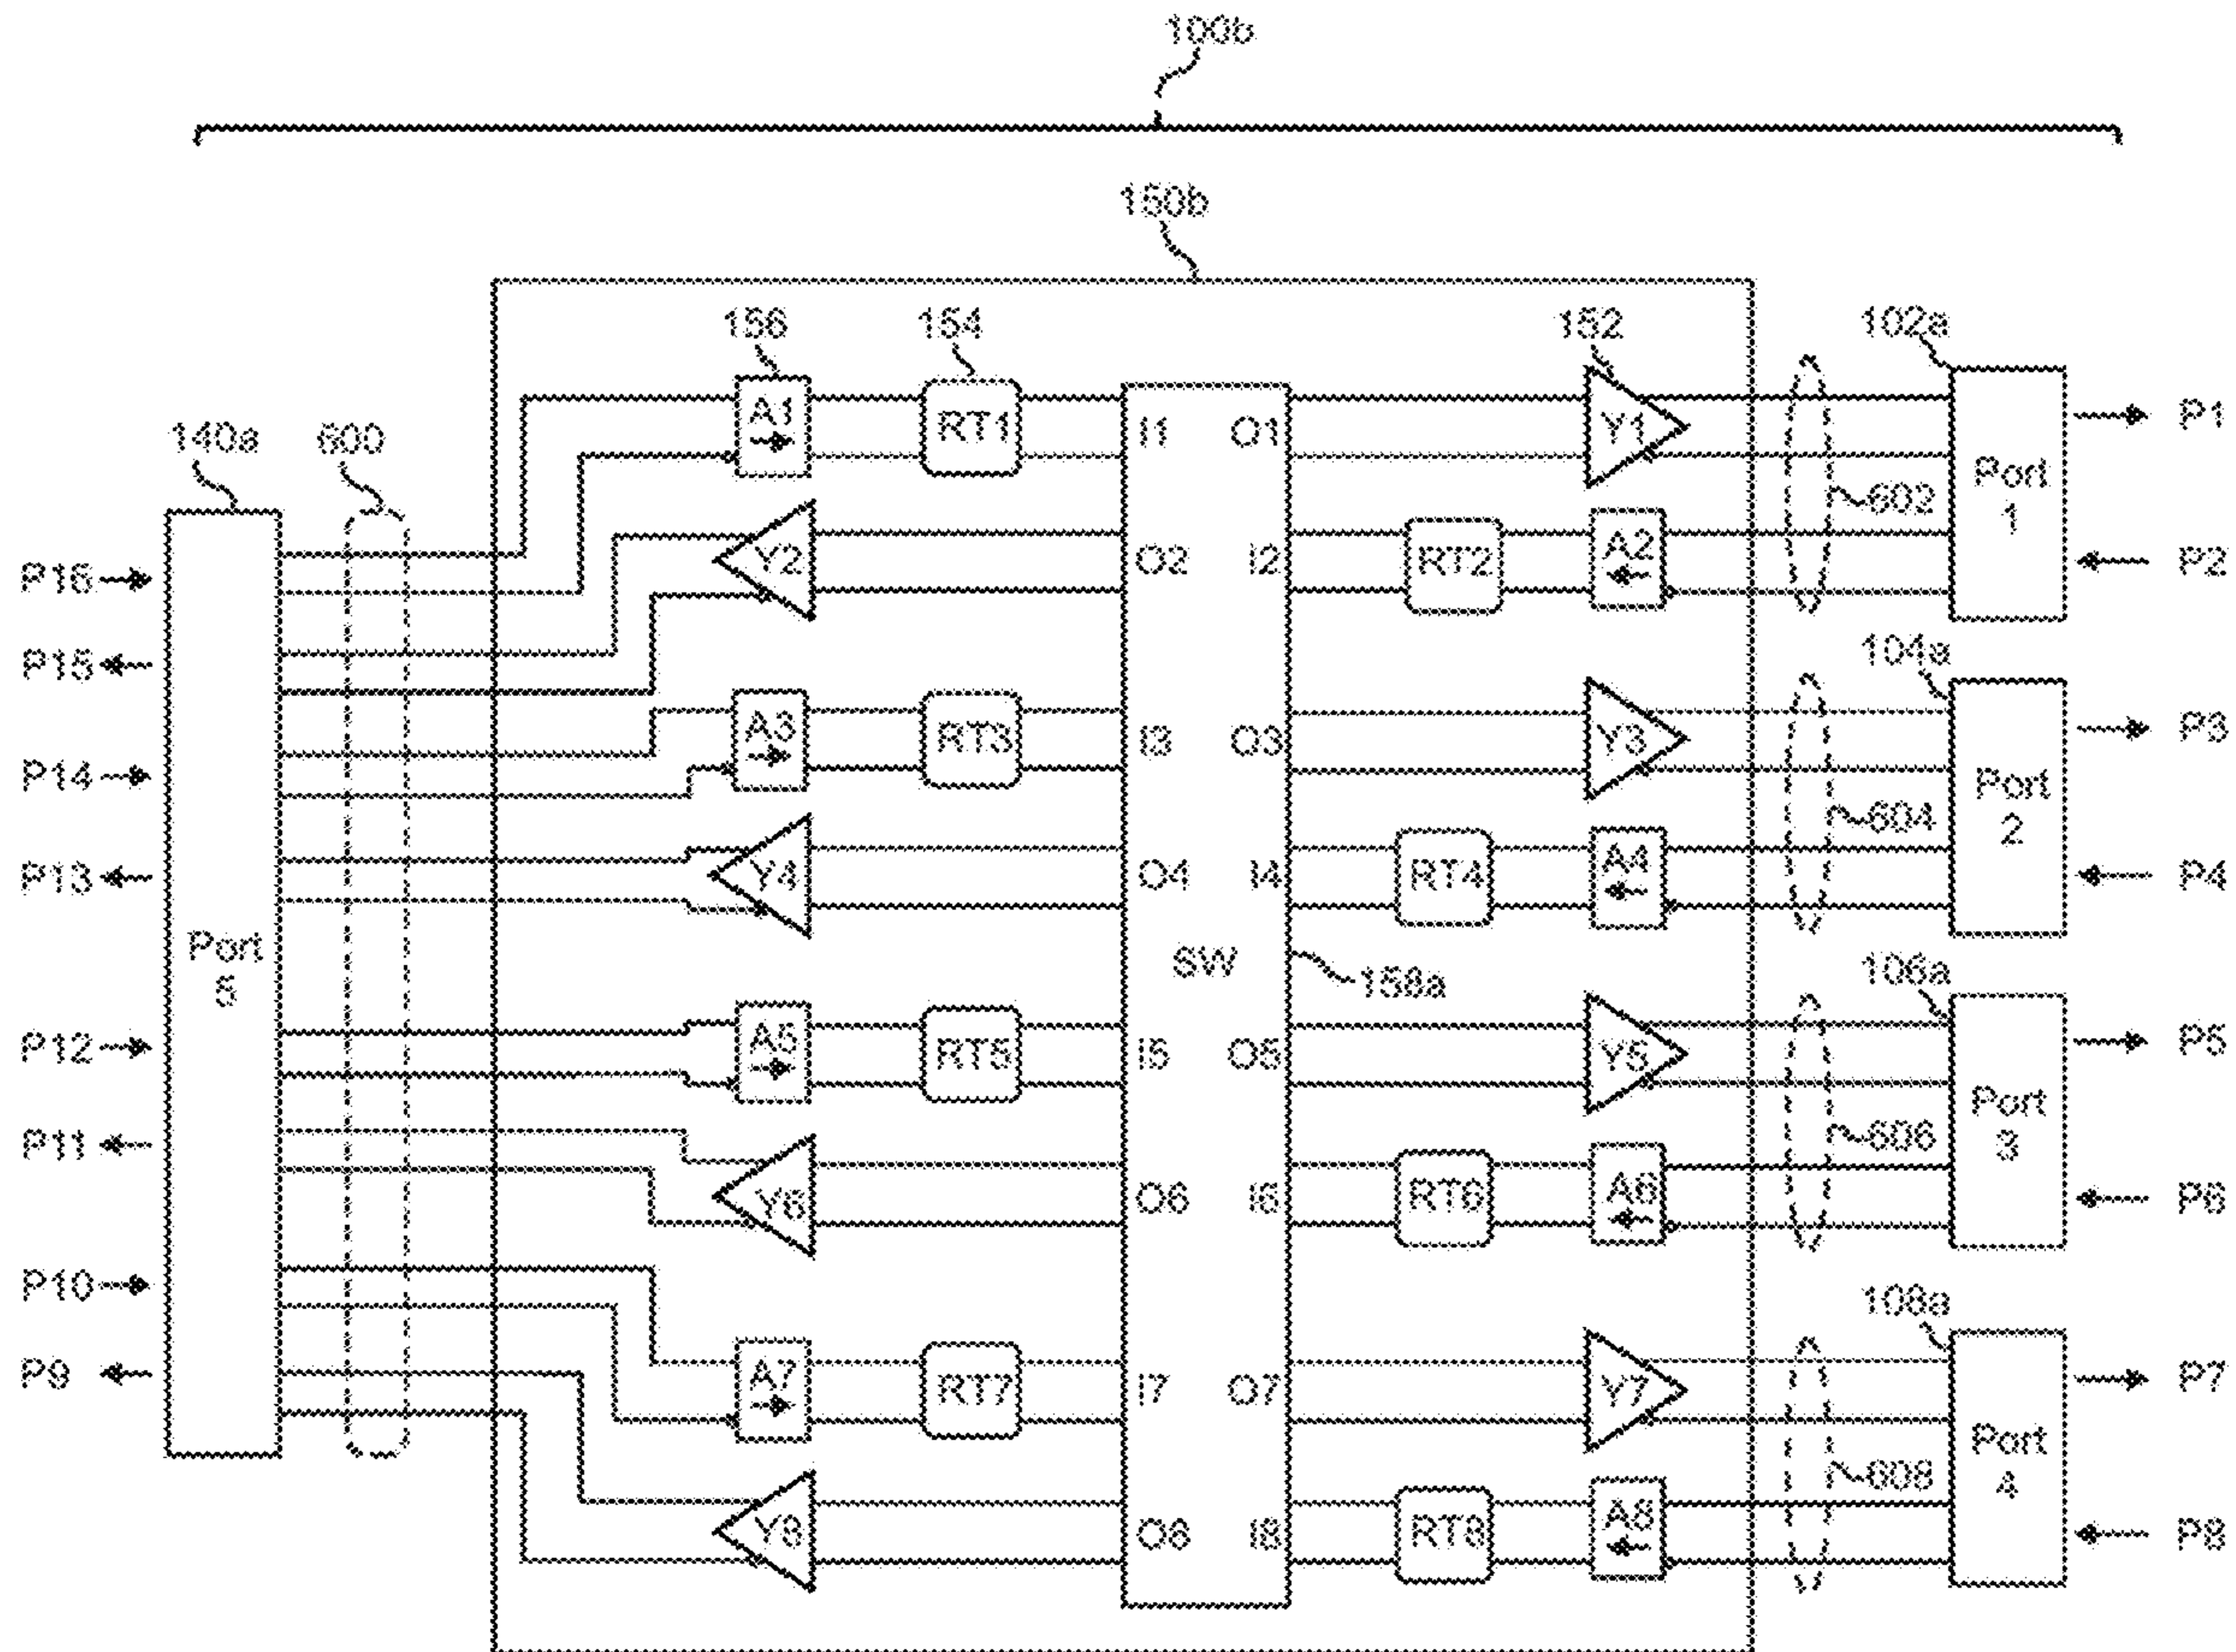 100b
150b
156
154
152
102a
140a
600
A1
RT1
I1
O1
Y1
P1
Port
1
602
Y2
O2
I2
RT2
A2
P2
P16
P15
104a
A3
RT3
I3
O3
Y3
P3
P14
Port
2
604
P13
Y4
O4
I4
RT4
A4
P4
Port
5
SW
158a
106a
P12
A5
RT5
I5
O5
Y5
P5
Port
3
606
P11
Y6
O6
I6
RT6
A6
P6
P10
108a
P9
A7
RT7
I7
O7
Y7
P7
Port
4
608
Y8
O8
I8
RT8
A8
P8